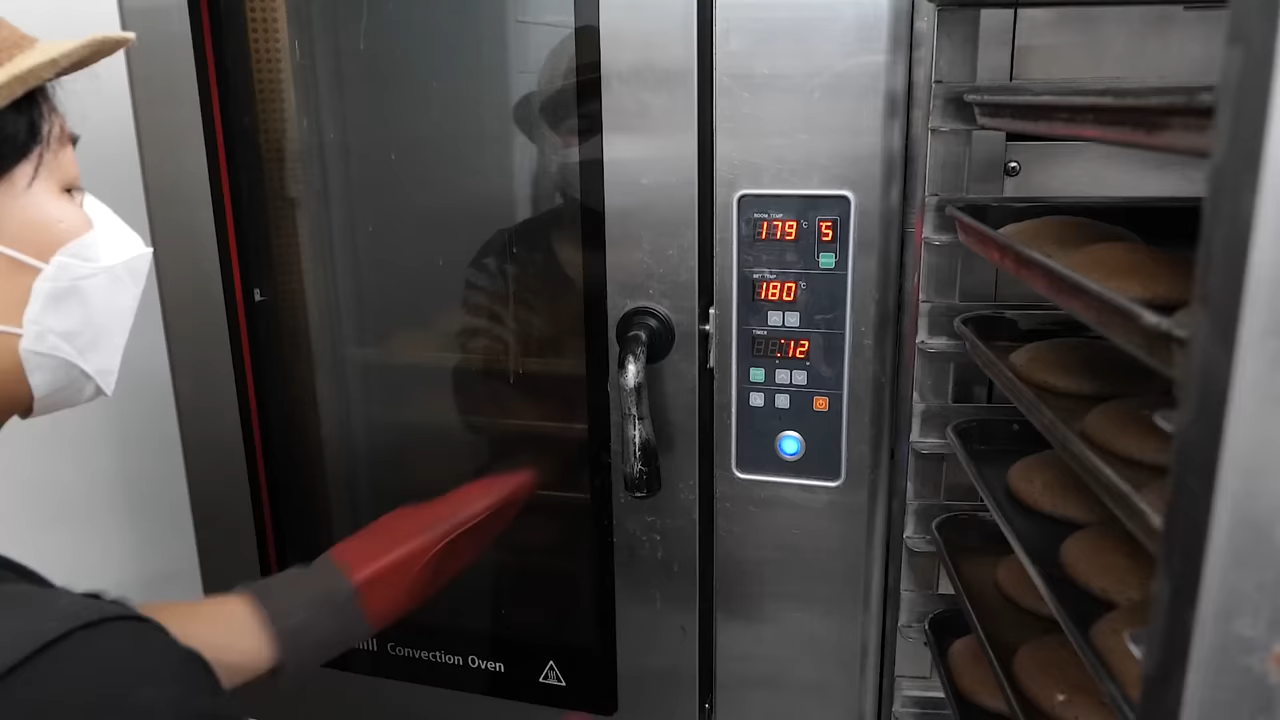 ROOM TEMP
179 °C 5
SET TEMP
180 °C
TIMER
.12
Convection Oven